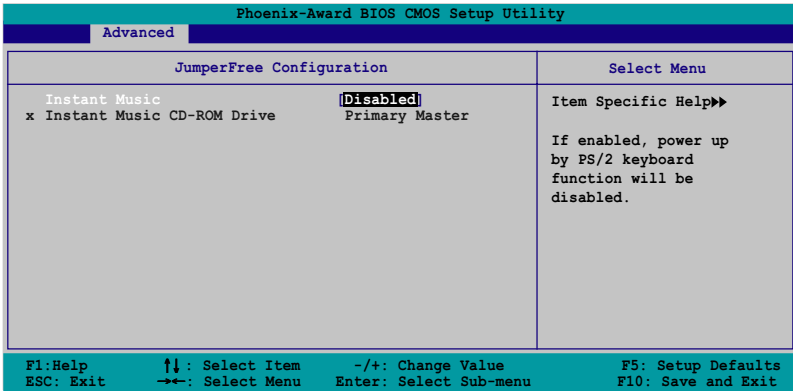 Phoenix-Award BIOS CMOS Setup Utility
Advanced
JumperFree Configuration
Select Menu
Instant Music [Disabled]
x Instant Music CD-ROM Drive Primary Master
Item Specific Help▶▶
If enabled, power up
by PS/2 keyboard
function will be
disabled.
F1:Help ↑↓: Select Item -/+: Change Value F5: Setup Defaults
ESC: Exit →←: Select Menu Enter: Select Sub-menu F10: Save and Exit